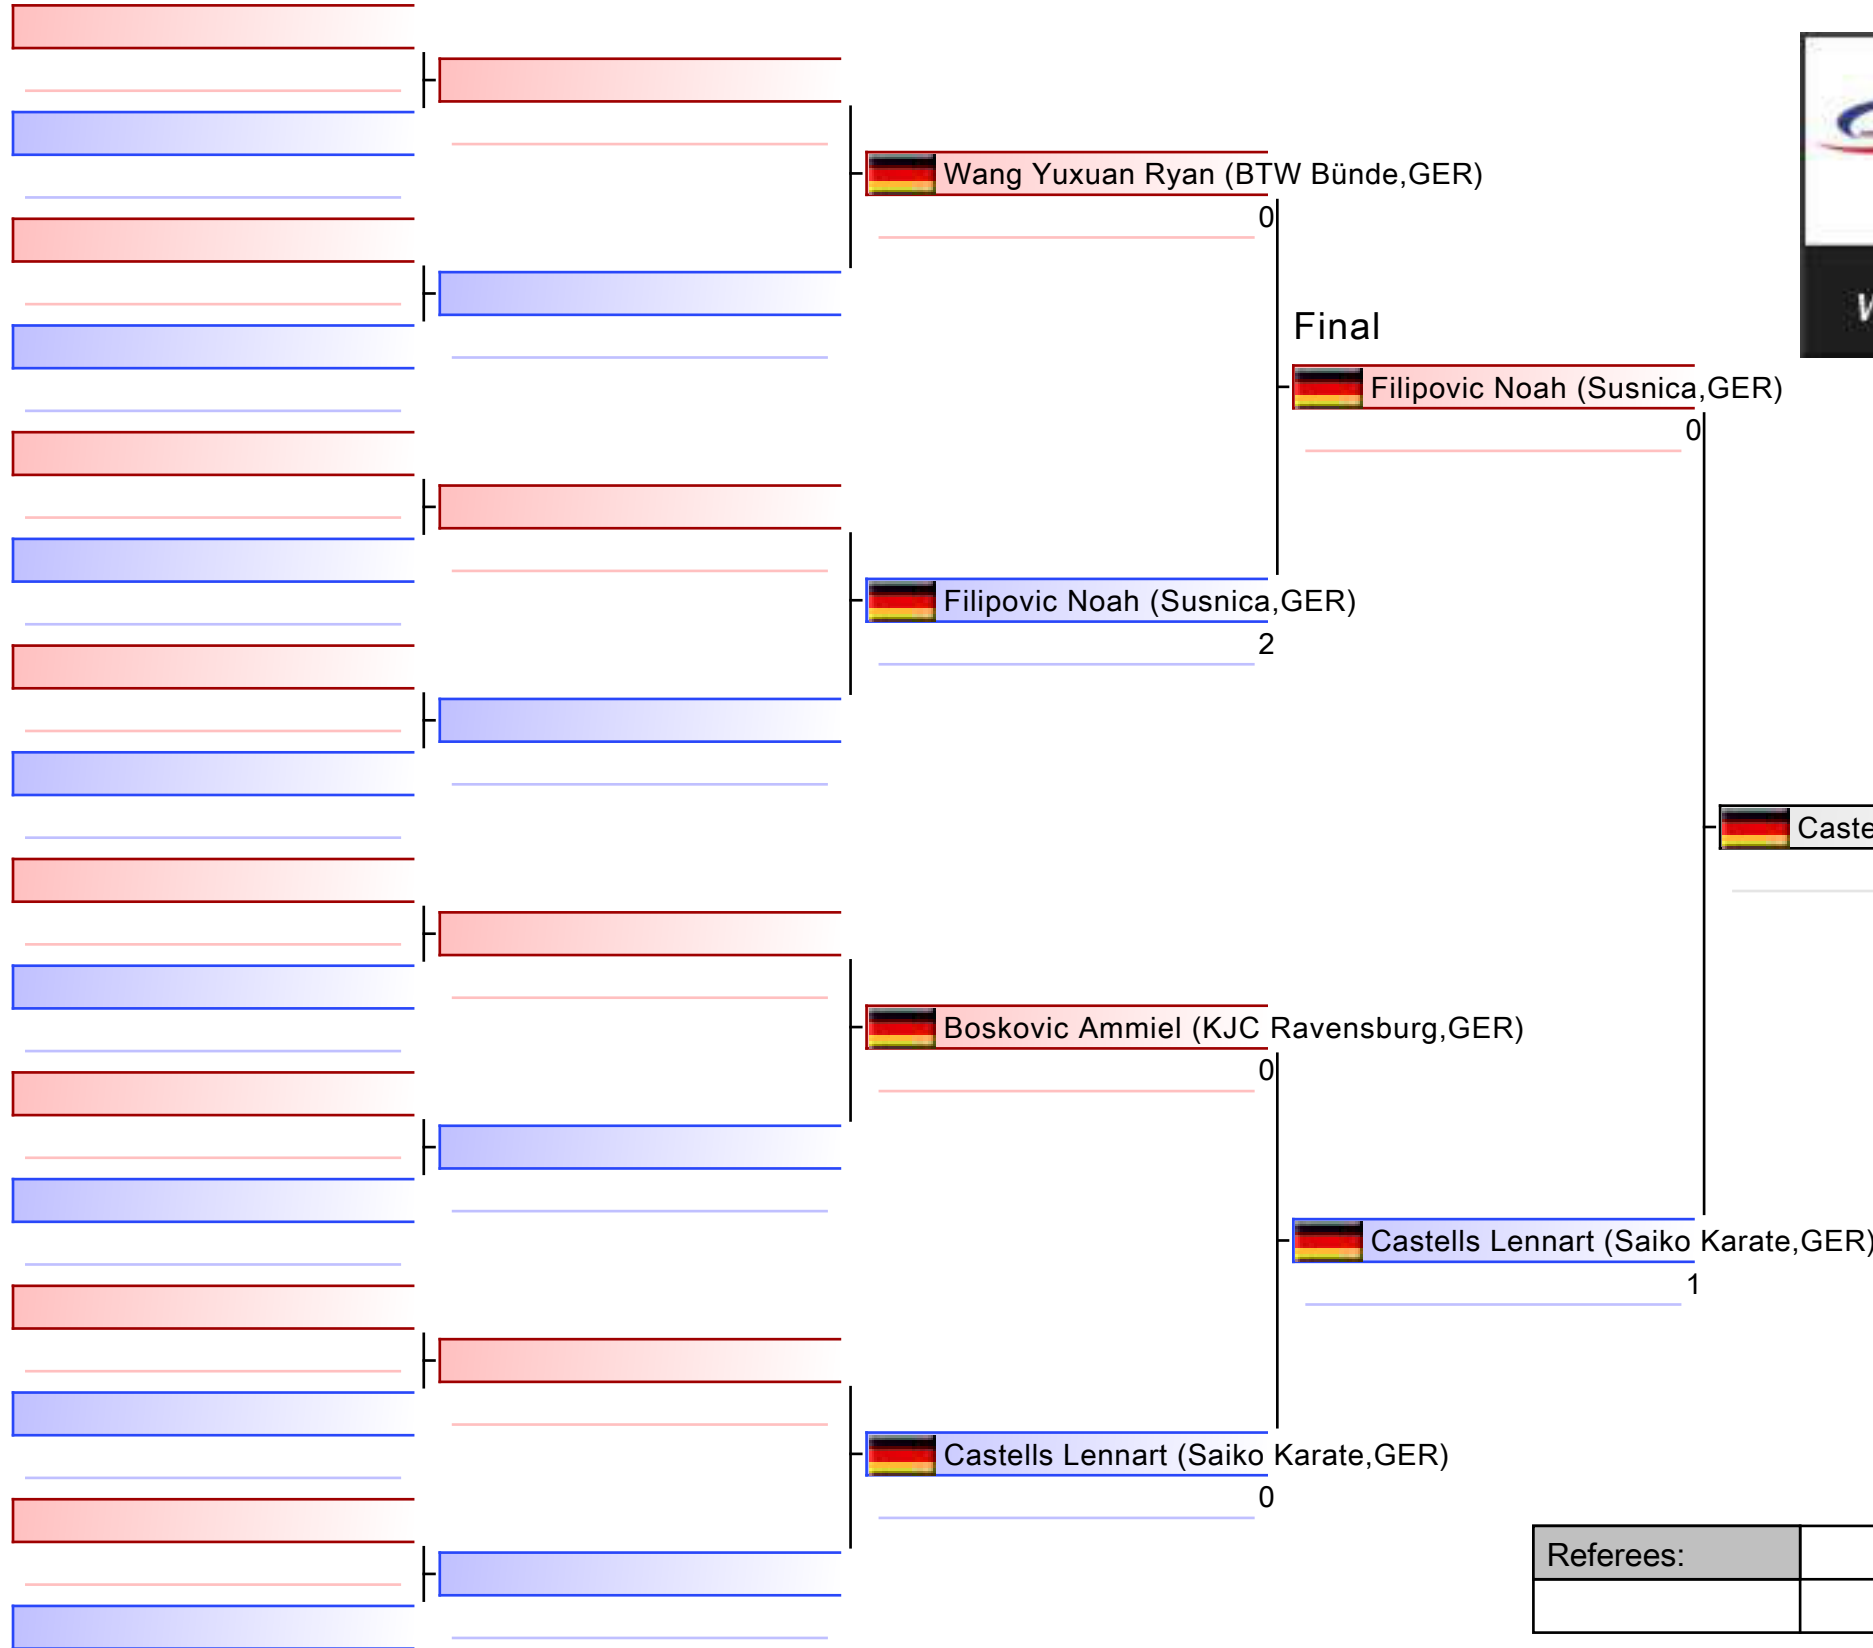 Wang Yuxuan Ryan (BTW Bünde,GER)
0
Final
Filipovic Noah (Susnica,GER)
0
Filipovic Noah (Susnica,GER)
2
Boskovic Ammiel (KJC Ravensburg,GER)
0
Castells Lennart (Saiko Karate,GER)
1
Castells Lennart (Saiko Karate,GER)
0
Referees: